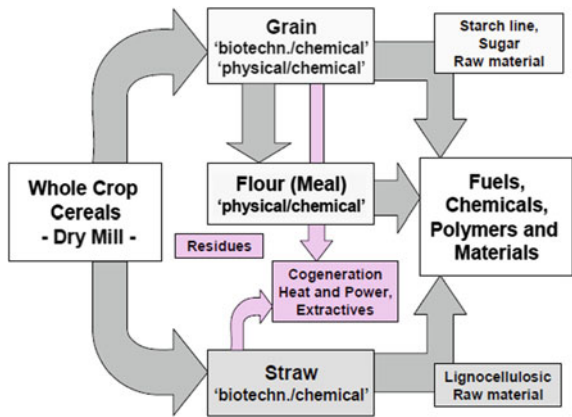 Grain
‘biotechn./chemical’
‘physical/chemical’
Starch line,
Sugar
Raw material
Whole Crop
Cereals
- Dry Mill -
Flour (Meal)
‘physical/chemical’
Fuels,
Chemicals,
Polymers and
Materials
Residues
Cogeneration
Heat and Power,
Extractives
Straw
‘biotechn./chemical’
Lignocellulosic
Raw material